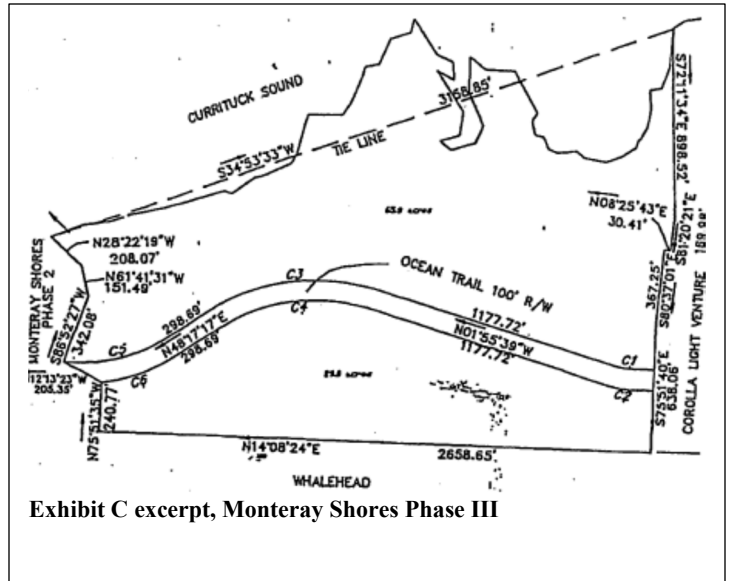 CURRITUCK SOUND
3158.85'
TIE LINE
S34°53'33"W
S72°11'34"E 898.52'
N08°25'43"E
30.41'
S81°20'21"E
S80°37'01"E
367.25'
COROLLA LIGHT VENTURE
S75°51'40"E
638.06'
MONTERAY SHORES
PHASE 2
N28°22'19"W
208.07'
N61°41'31"W
151.49'
S86°52'27"W
342.08'
acres
OCEAN TRAIL 100' R/W
C3
C4
298.69'
N48°17'17"E
298.69'
1177.72'
N01°55'39"W
1177.72'
C5
C6
C1
C2
12°13'23"W
205.35'
N75°51'35"W
240.77'
acres
N14°08'24"E
2658.65'
WHALEHEAD
Exhibit C excerpt, Monteray Shores Phase III